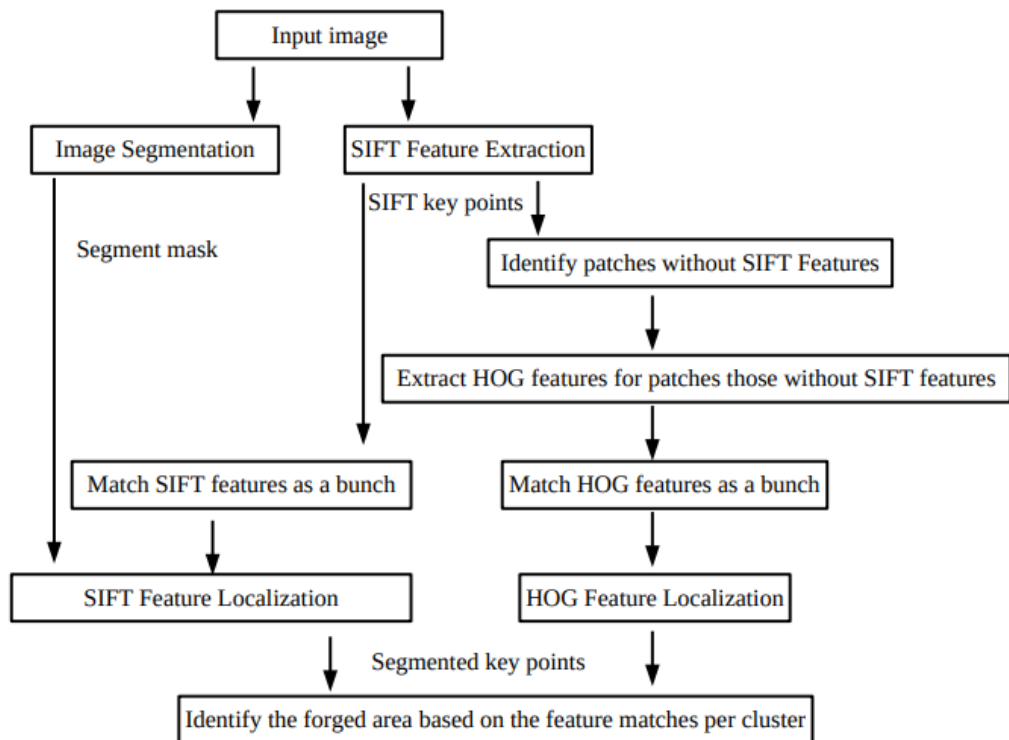 Input image
Image Segmentation
SIFT Feature Extraction
SIFT key points
Segment mask
Identify patches without SIFT Features
Extract HOG features for patches those without SIFT features
Match SIFT features as a bunch
Match HOG features as a bunch
SIFT Feature Localization
HOG Feature Localization
Segmented key points
Identify the forged area based on the feature matches per cluster